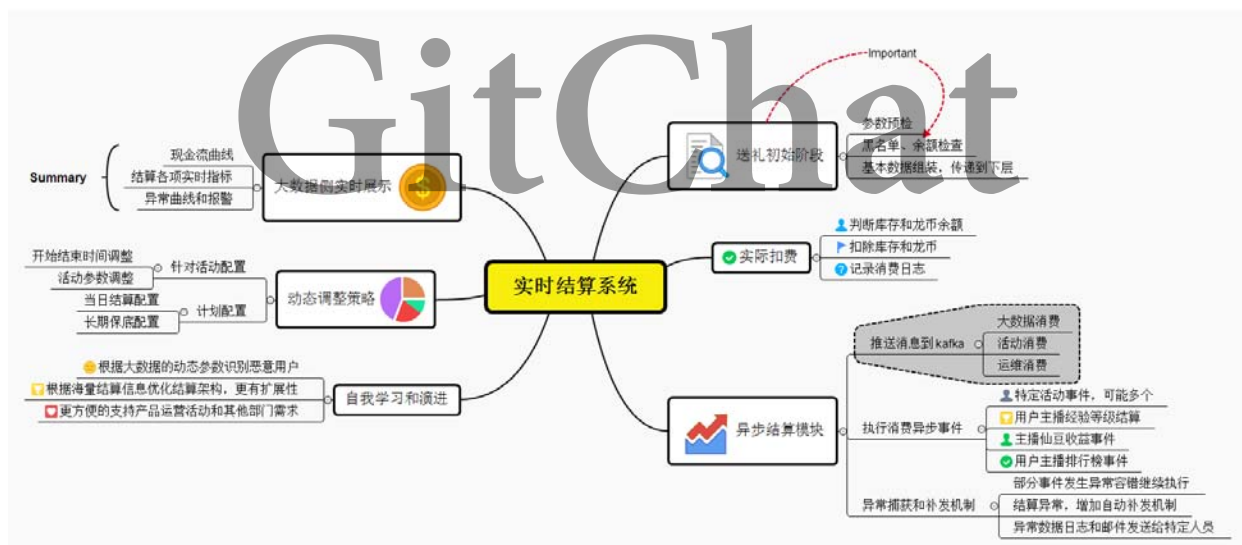 GitChat
Important
实时结算系统
送礼初始阶段
参数预检
黑名单、余额检查
基本数据组装，传递到下层
实际扣费
判断库存和龙币余额
扣除库存和龙币
记录消费日志
异步结算模块
推送消息到kafka
大数据消费
活动消费
运维消费
执行消费异步事件
特定活动事件，可能多个
用户主播经验等级结算
主播仙豆收益事件
用户主播排行榜事件
异常捕获和补发机制
部分事件发生异常容错继续执行
结算异常，增加自动补发机制
异常数据日志和邮件发送给特定人员
大数据侧实时展示
Summary
现金流曲线
结算各项实时指标
异常曲线和报警
动态调整策略
针对活动配置
开始结束时间调整
活动参数调整
计划配置
当日结算配置
长期保底配置
自我学习和演进
根据大数据的动态参数识别恶意用户
根据海量结算信息优化结算架构，更有扩展性
更方便的支持产品运营活动和其他部门需求